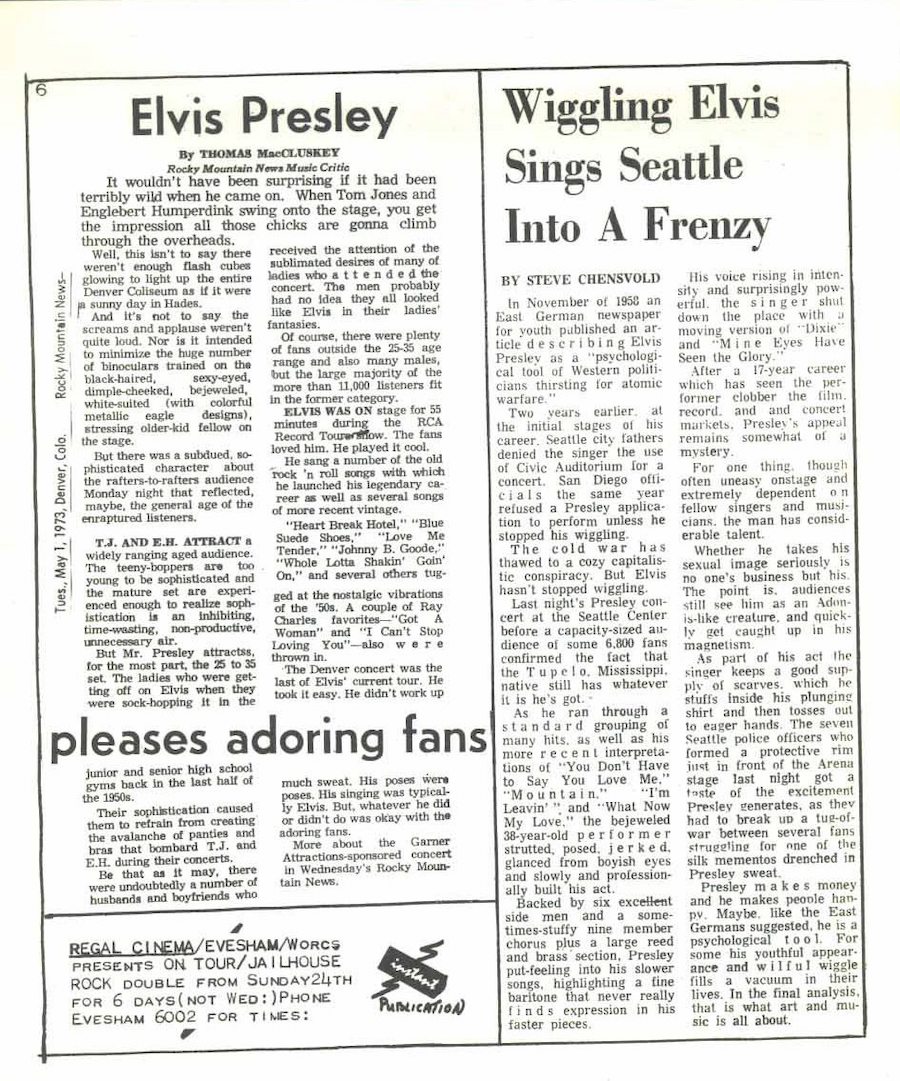 6
Elvis Presley
By THOMAS MacCLUSKEY
Rocky Mountain News Music Critic
It wouldn't have been surprising if it had been
terribly wild when he came on. When Tom Jones and
Englebert Humperdink swing onto the stage, you get
the impression all those chicks are gonna climb
through the overheads.
Well, this isn't to say there
weren't enough flash cubes
glowing to light up the entire
Denver Coliseum as if it were
a sunny day in Hades.
And it's not to say the
screams and applause weren't
quite loud. Nor is it intended
to minimize the huge number
of binoculars trained on the
black-haired, sexy-eyed,
dimple-cheeked, bejeweled,
white-suited (with colorful
metallic eagle designs),
stressing older-kid fellow on
the stage.
But there was a subdued, so-
phisticated character about
the rafters-to-rafters audience
Monday night that reflected,
maybe, the general age of the
enraptured listeners.
T.J. AND E.H. ATTRACT a
widely ranging aged audience.
The teeny-boppers are too
young to be sophisticated and
the mature set are experi-
enced enough to realize soph-
istication is an inhibiting,
time-wasting, non-productive,
unnecessary air.
But Mr. Presley attractss,
for the most part, the 25 to 35
set. The ladies who were get-
ting off on Elvis when they
were sock-hopping it in the
received the attention of the
sublimated desires of many of
ladies who attended the
concert. The men probably
had no idea they all looked
like Elvis in their ladies'
fantasies.
Of course, there were plenty
of fans outside the 25-35 age
range and also many males,
but the large majority of the
more than 11,000 listeners fit
in the former category.
ELVIS WAS ON stage for 55
minutes during the RCA
Record Tours show. The fans
loved him. He played it cool.
He sang a number of the old
rock 'n roll songs with which
he launched his legendary ca-
reer as well as several songs
of more recent vintage.
"Heart Break Hotel," "Blue
Suede Shoes," "Love Me
Tender," "Johnny B. Goode,"
"Whole Lotta Shakin' Goin'
On," and several others tug-
ged at the nostalgic vibrations
of the '50s. A couple of Ray
Charles favorites—"Got A
Woman" and "I Can't Stop
Loving You"—also were
thrown in.
The Denver concert was the
last of Elvis' current tour. He
took it easy. He didn't work up
Tues., May 1, 1973, Denver, Colo. Rocky Mountain News—
pleases adoring fans
junior and senior high school
gyms back in the last half of
the 1950s.
Their sophistication caused
them to refrain from creating
the avalanche of panties and
bras that bombard T.J. and
E.H. during their concerts.
Be that as it may, there
were undoubtedly a number of
husbands and boyfriends who
much sweat. His poses were
poses. His singing was typical-
ly Elvis. But, whatever he did
or didn't do was okay with the
adoring fans.
More about the Garner
Attractions-sponsored concert
in Wednesday's Rocky Moun-
tain News.
REGAL CINEMA/EVESHAM/WORCS
PRESENTS ON TOUR/JAILHOUSE
ROCK DOUBLE FROM SUNDAY 24TH
FOR 6 DAYS (NOT WED:) PHONE
EVESHAM 6002 FOR TIMES:
instant
PUBLICATION
Wiggling Elvis
Sings Seattle
Into A Frenzy
BY STEVE CHENSVOLD
In November of 1958 an
East German newspaper
for youth published an ar-
ticle describing Elvis
Presley as a "psychologi-
cal tool of Western politi-
cians thirsting for atomic
warfare."
Two years earlier, at
the initial stages of his
career, Seattle city fathers
denied the singer the use
of Civic Auditorium for a
concert. San Diego offi-
cials the same year
refused a Presley applica-
tion to perform unless he
stopped his wiggling.
The cold war has
thawed to a cozy capitalis-
tic conspiracy. But Elvis
hasn't stopped wiggling.
Last night's Presley con-
cert at the Seattle Center
before a capacity-sized au-
dience of some 6,800 fans
confirmed the fact that
the Tupelo, Mississippi,
native still has whatever
it is he's got.
As he ran through a
standard grouping of
many hits, as well as his
more recent interpreta-
tions of "You Don't Have
to Say You Love Me,"
"Mountain," "I'm
Leavin'", and "What Now
My Love," the bejeweled
38-year-old performer
strutted, posed, jerked,
glanced from boyish eyes
and slowly and profession-
ally built his act.
Backed by six excellent
side men and a some-
times-stuffy nine member
chorus plus a large reed
and brass section, Presley
put-feeling into his slower
songs, highlighting a fine
baritone that never really
finds expression in his
faster pieces.
His voice rising in inten-
sity and surprisingly pow-
erful, the singer shut
down the place with a
moving version of "Dixie"
and "Mine Eyes Have
Seen the Glory."
After a 17-year career
which has seen the per-
former clobber the film,
record, and and concert
markets, Presley's appeal
remains somewhat of a
mystery.
For one thing, though
often uneasy onstage and
extremely dependent on
fellow singers and musi-
cians, the man has consid-
erable talent.
Whether he takes his
sexual image seriously is
no one's business but his.
The point is, audiences
still see him as an Adon-
is-like creature, and quick-
ly get caught up in his
magnetism.
As part of his act the
singer keeps a good sup-
ply of scarves, which he
stuffs inside his plunging
shirt and then tosses out
to eager hands. The seven
Seattle police officers who
formed a protective rim
just in front of the Arena
stage last night got a
taste of the excitement
Presley generates, as they
had to break up a tug-of-
war between several fans
struggling for one of the
silk mementos drenched in
Presley sweat.
Presley makes money
and he makes people hap-
py. Maybe, like the East
Germans suggested, he is a
psychological tool. For
some his youthful appear-
ance and wilful wiggle
fills a vacuum in their
lives. In the final analysis,
that is what art and mu-
sic is all about.